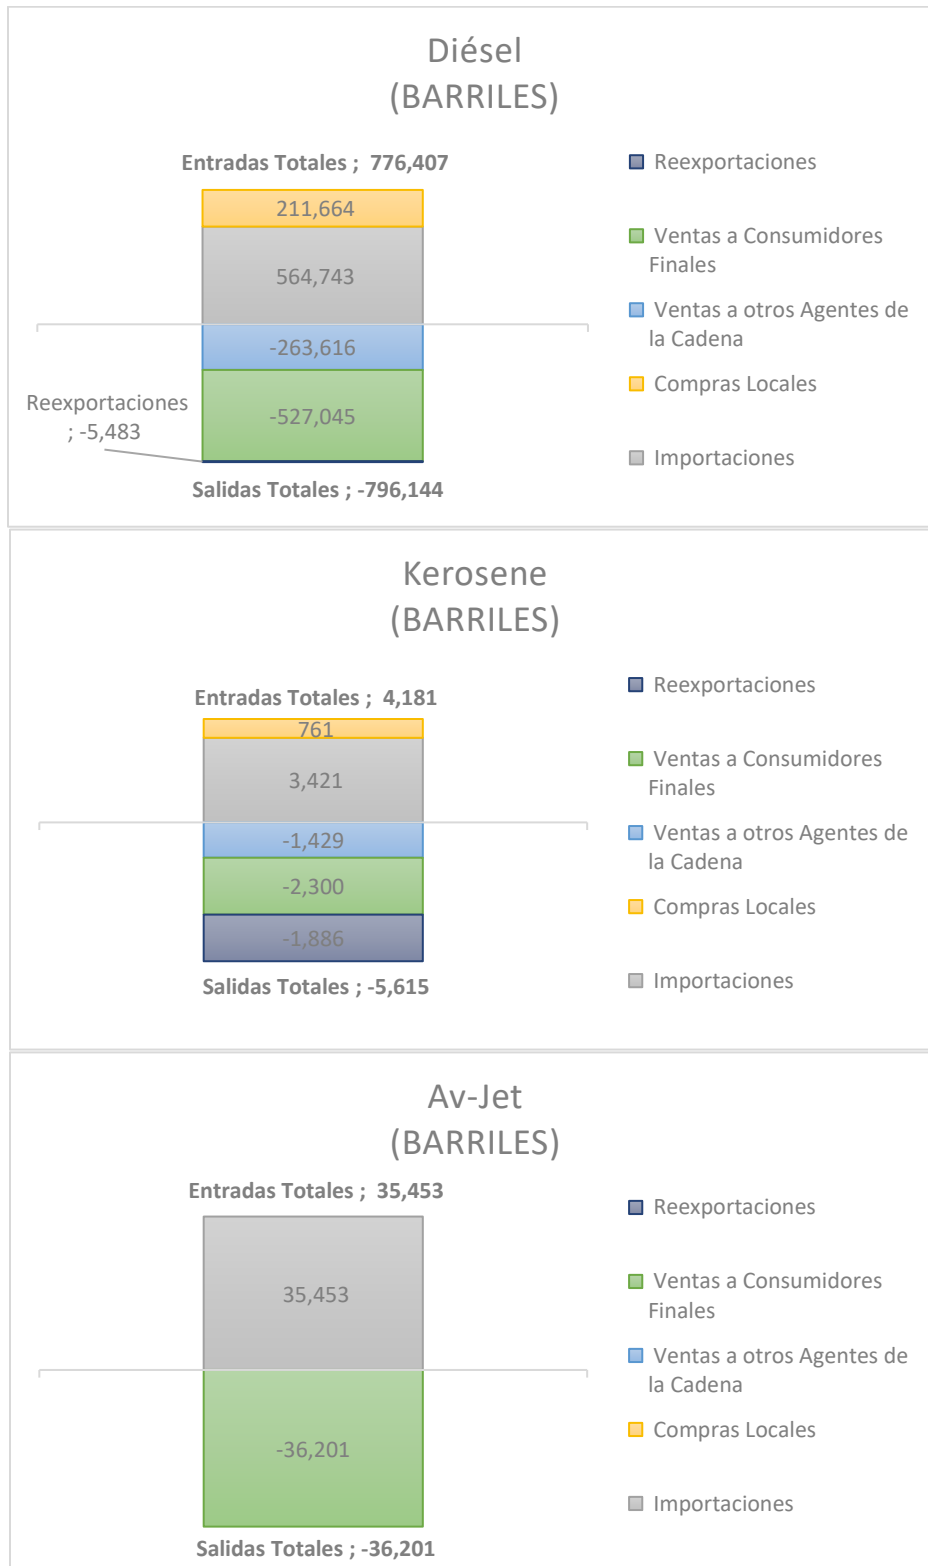 Diésel
(BARRILES)
Entradas Totales ; 776,407
211,664
564,743
-263,616
-527,045
Reexportaciones
; -5,483
Salidas Totales ; -796,144
Reexportaciones
Ventas a Consumidores
Finales
Ventas a otros Agentes de
la Cadena
Compras Locales
Importaciones
Kerosene
(BARRILES)
Entradas Totales ; 4,181
761
3,421
-1,429
-2,300
-1,886
Salidas Totales ; -5,615
Reexportaciones
Ventas a Consumidores
Finales
Ventas a otros Agentes de
la Cadena
Compras Locales
Importaciones
Av-Jet
(BARRILES)
Entradas Totales ; 35,453
35,453
-36,201
Salidas Totales ; -36,201
Reexportaciones
Ventas a Consumidores
Finales
Ventas a otros Agentes de
la Cadena
Compras Locales
Importaciones